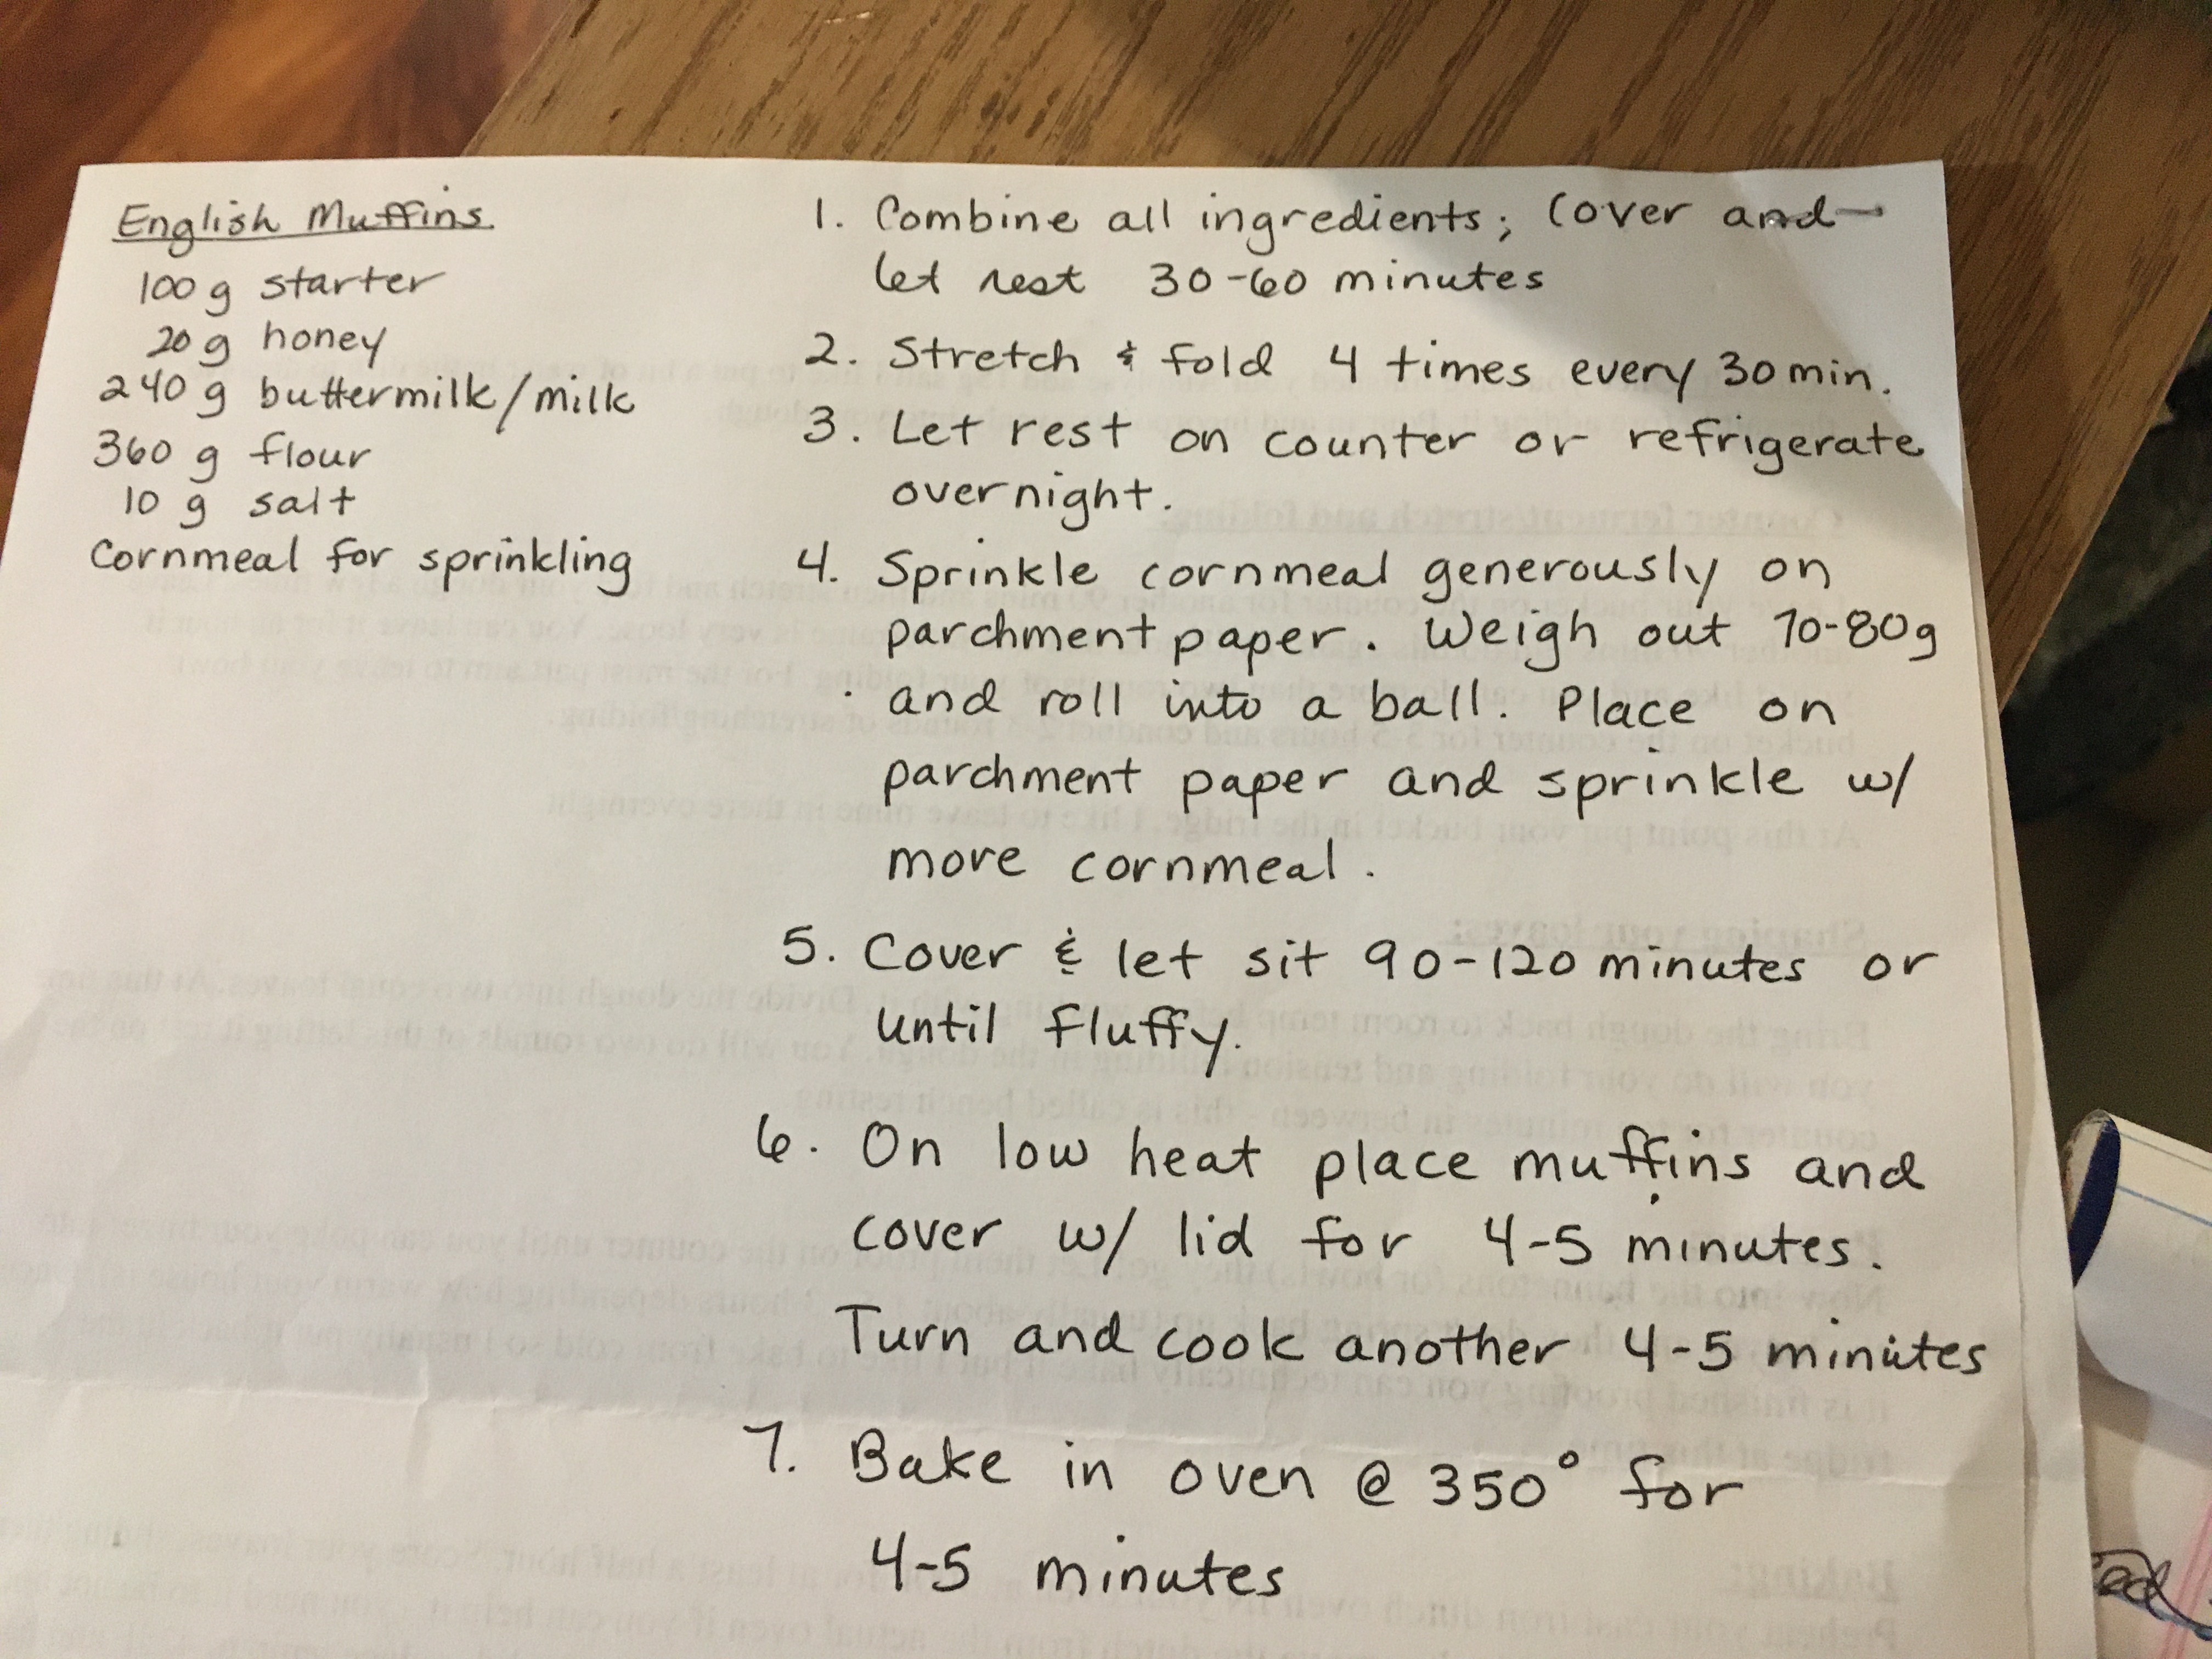 English Muffins
100 g starter
20 g honey
240 g buttermilk/milk
360 g flour
10 g salt
cornmeal for sprinkling
1. Combine all ingredients; cover and →
let rest 30-60 minutes
2. Stretch & fold 4 times every 30 min.
3. Let rest on counter or refrigerate
overnight.
4. Sprinkle cornmeal generously on
parchment paper. Weigh out 70-80g
. and roll into a ball. Place on
parchment paper and sprinkle w/
more cornmeal.
5. Cover & let sit 90-120 minutes or
until fluffy.
6. On low heat place muffins and
cover w/ lid for 4-5 minutes.
Turn and cook another 4-5 minutes
7. Bake in oven @ 350° for
4-5 minutes